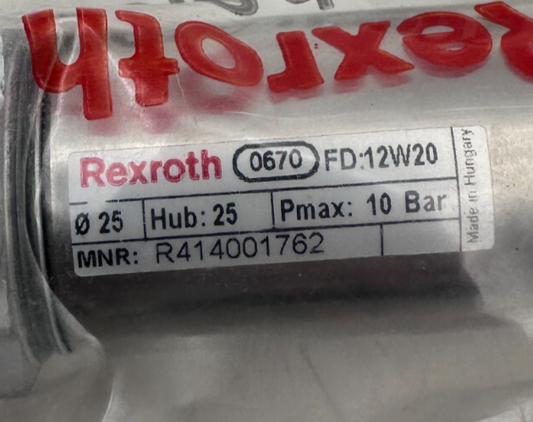 Rexroth
Rexroth 0670 FD:12W20
Ø 25 Hub: 25 Pmax: 10 Bar
MNR: R414001762
Made in Hungary